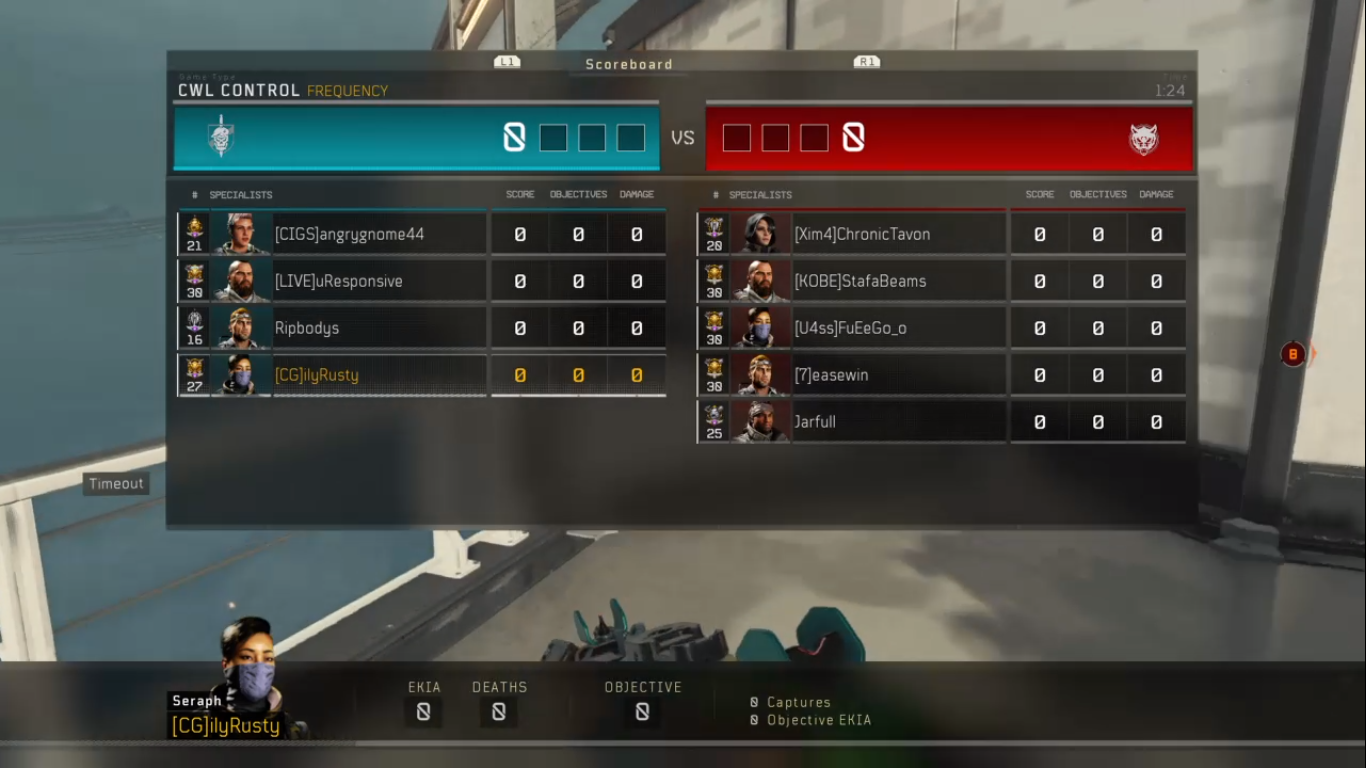 L1 Scoreboard R1
Game Type
CWL CONTROL FREQUENCY
Time
1:24
0 VS 0
# SPECIALISTS SCORE OBJECTIVES DAMAGE
21 [CIGS]angrygnome44 0 0 0
30 [LIVE]uResponsive 0 0 0
16 Ripbodys 0 0 0
27 [CG]ilyRusty 0 0 0
# SPECIALISTS SCORE OBJECTIVES DAMAGE
20 [Xim4]ChronicTavon 0 0 0
30 [KOBE]StafaBeams 0 0 0
30 [U4ss]FuEeGo_o 0 0 0
30 [7]easewin 0 0 0
25 Jarfull 0 0 0
B
Timeout
Seraph
[CG]ilyRusty
EKIA DEATHS OBJECTIVE
0 0 0
0 Captures
0 Objective EKIA